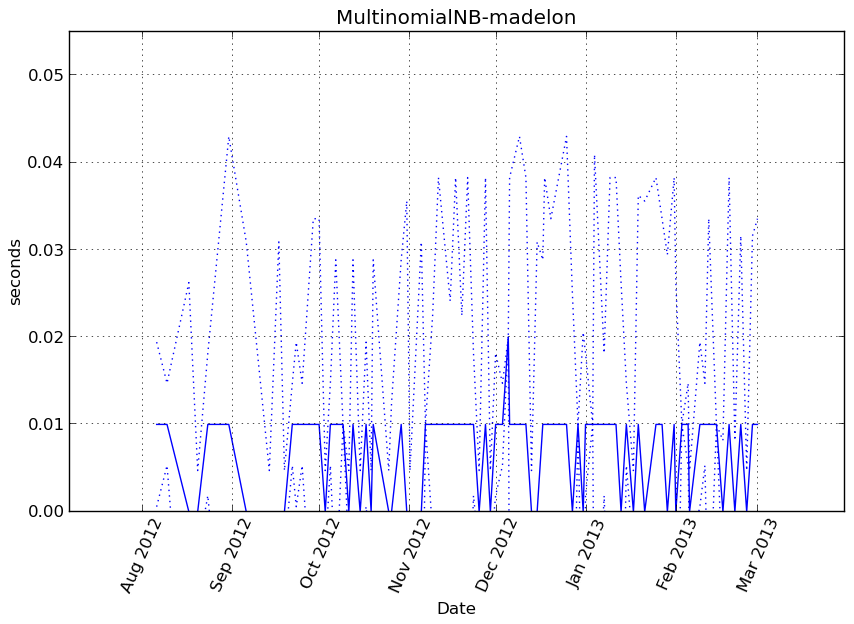 MultinomialNB-madelon
0.05
0.04
0.03
0.02
0.01
0.00
seconds
Aug 2012
Sep 2012
Oct 2012
Nov 2012
Dec 2012
Jan 2013
Feb 2013
Mar 2013
Date